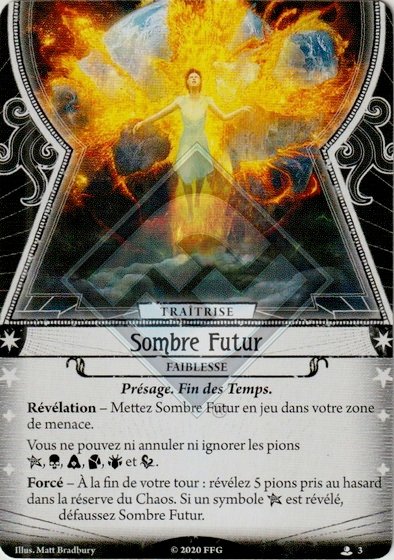 TRAÎTRISE
Sombre Futur
FAIBLESSE
Présage. Fin des Temps.
Révélation – Mettez Sombre Futur en jeu dans votre zone
de menace.
Vous ne pouvez ni annuler ni ignorer les pions
, , , , et .
Forcé – À la fin de votre tour : révélez 5 pions pris au hasard
dans la réserve du Chaos. Si un symbole est révélé,
défaussez Sombre Futur.
Illus. Matt Bradbury © 2020 FFG 3